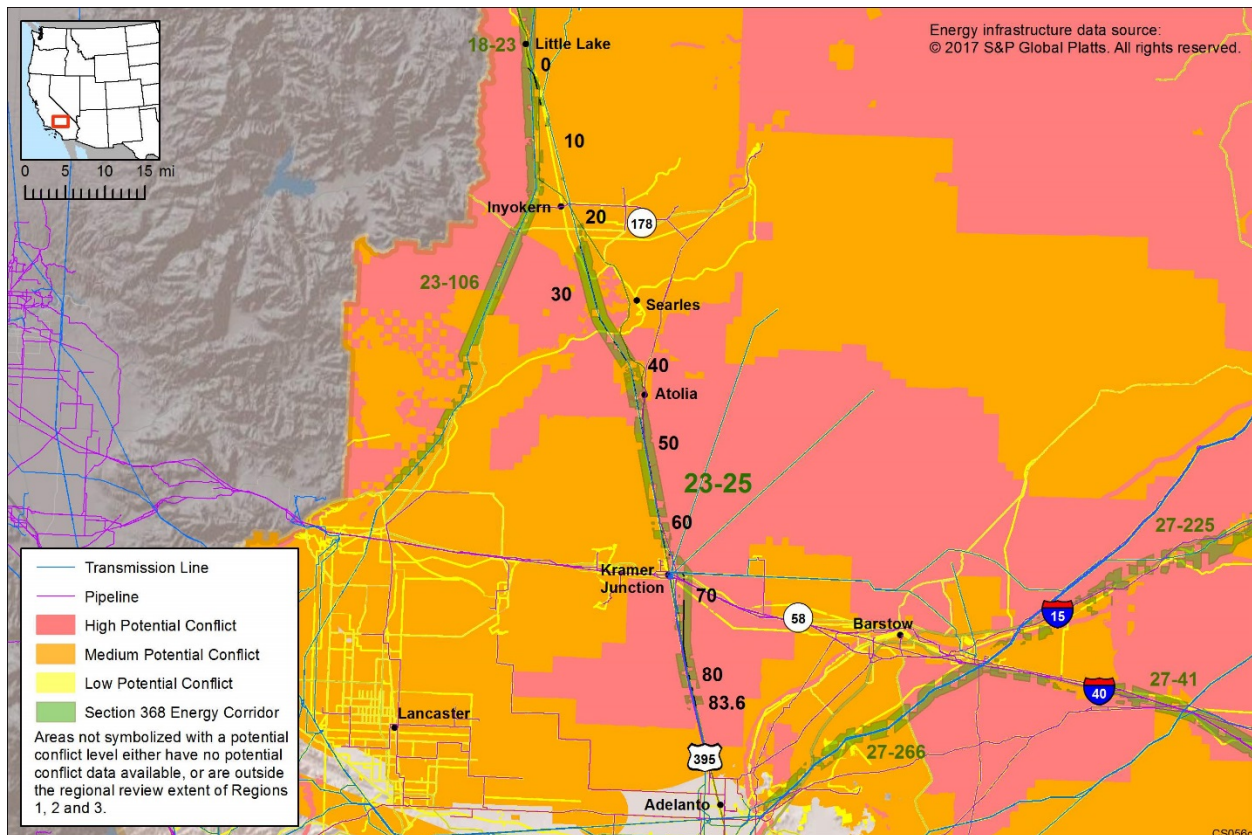 Energy infrastructure data source:
© 2017 S&P Global Platts. All rights reserved.
18-23
Little Lake
0
10
0 5 10 15 mi
Inyokern
20
178
23-106
30
Searles
40
Atolia
50
23-25
60
27-225
Kramer
Junction
70
58
15
Barstow
80
27-41
40
83.6
Lancaster
27-266
395
Adelanto
Transmission Line
Pipeline
High Potential Conflict
Medium Potential Conflict
Low Potential Conflict
Section 368 Energy Corridor
Areas not symbolized with a potential
conflict level either have no potential
conflict data available, or are outside
the regional review extent of Regions
1, 2 and 3.